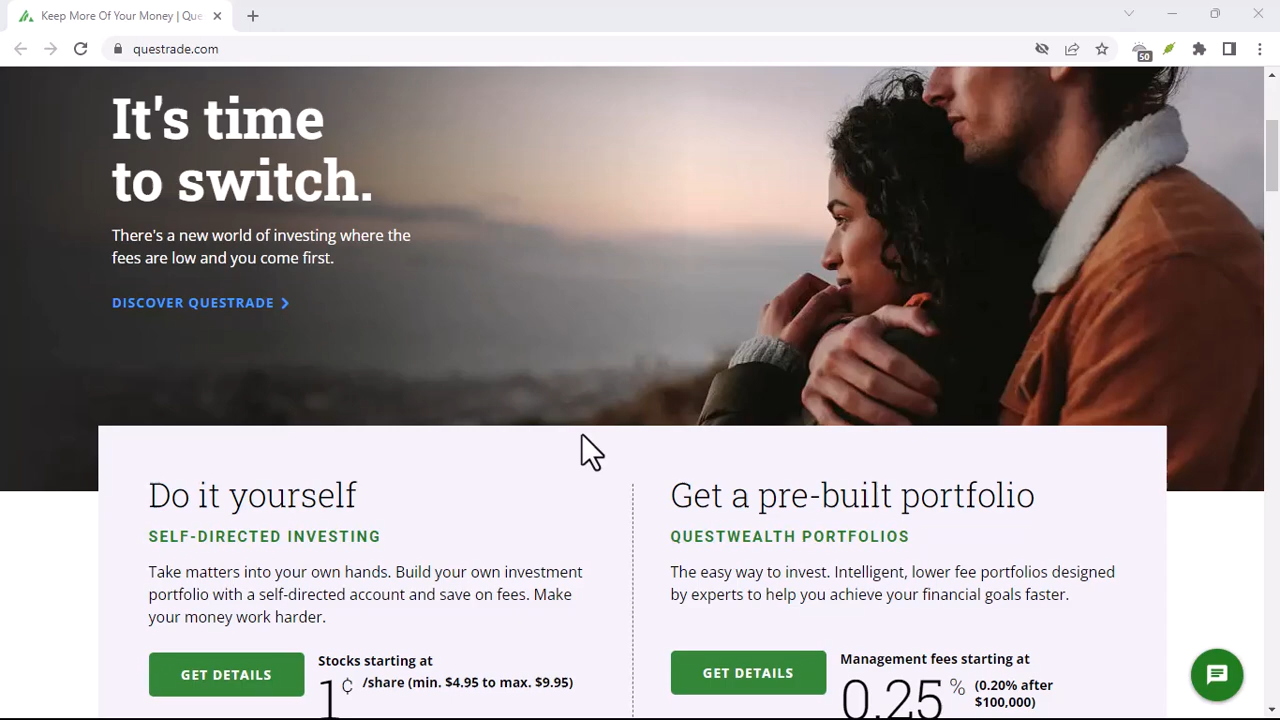 Keep More Of Your Money | Que
questrade.com
50
It's time
to switch.
There's a new world of investing where the
fees are low and you come first.
DISCOVER QUESTRADE
Do it yourself
SELF-DIRECTED INVESTING
Take matters into your own hands. Build your own investment
portfolio with a self-directed account and save on fees. Make
your money work harder.
GET DETAILS
Stocks starting at
1¢ /share (min. $4.95 to max. $9.95)
Get a pre-built portfolio
QUESTWEALTH PORTFOLIOS
The easy way to invest. Intelligent, lower fee portfolios designed
by experts to help you achieve your financial goals faster.
GET DETAILS
Management fees starting at
0.25% (0.20% after
$100,000)